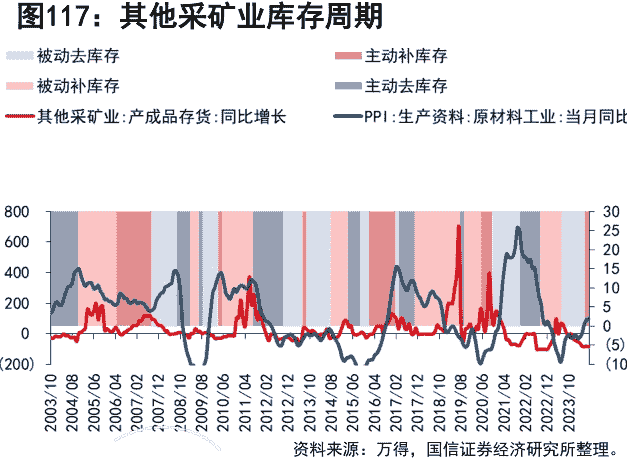 图117：其他采矿业库存周期
被动去库存 主动补库存
被动补库存 主动去库存
其他采矿业:产成品存货:同比增长 PPI:生产资料:原材料工业:当月同比
800 30
25
600 20
400 15
10
200 5
0 0
(5)
(200) (10)
2003/10 2004/08 2005/06 2006/04 2007/02 2007/12 2008/10 2009/08 2010/06 2011/04 2012/02 2012/12 2013/10 2014/08 2015/06 2016/04 2017/02 2017/12 2018/10 2019/08 2020/06 2021/04 2022/02 2022/12 2023/10
资料来源：万得，国信证券经济研究所整理。